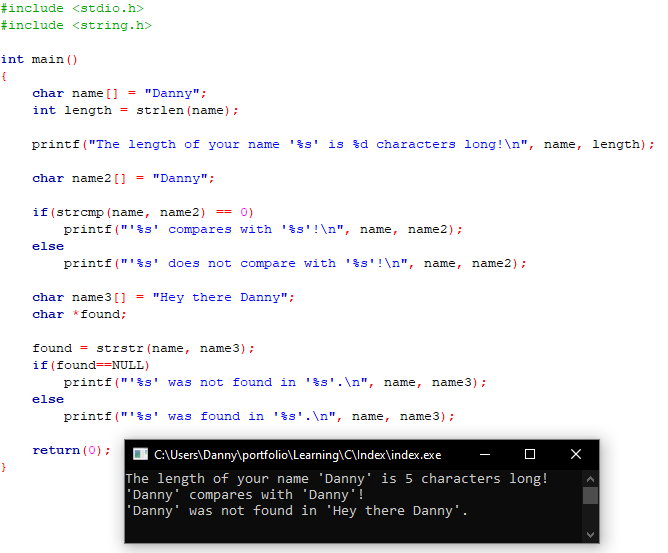 #include <stdio.h>
#include <string.h>
int main()
{
char name[] = "Danny";
int length = strlen(name);
printf("The length of your name '%s' is %d characters long!\n", name, length);
char name2[] = "Danny";
if(strcmp(name, name2) == 0)
printf("'%s' compares with '%s'!\n", name, name2);
else
printf("'%s' does not compare with '%s'!\n", name, name2);
char name3[] = "Hey there Danny";
char *found;
found = strstr(name, name3);
if(found==NULL)
printf("'%s' was not found in '%s'.\n", name, name3);
else
printf("'%s' was found in '%s'.\n", name, name3);
return(0);
}
C:\Users\Danny\portfolio\Learning\C\Index\index.exe
The length of your name 'Danny' is 5 characters long!
'Danny' compares with 'Danny'!
'Danny' was not found in 'Hey there Danny'.